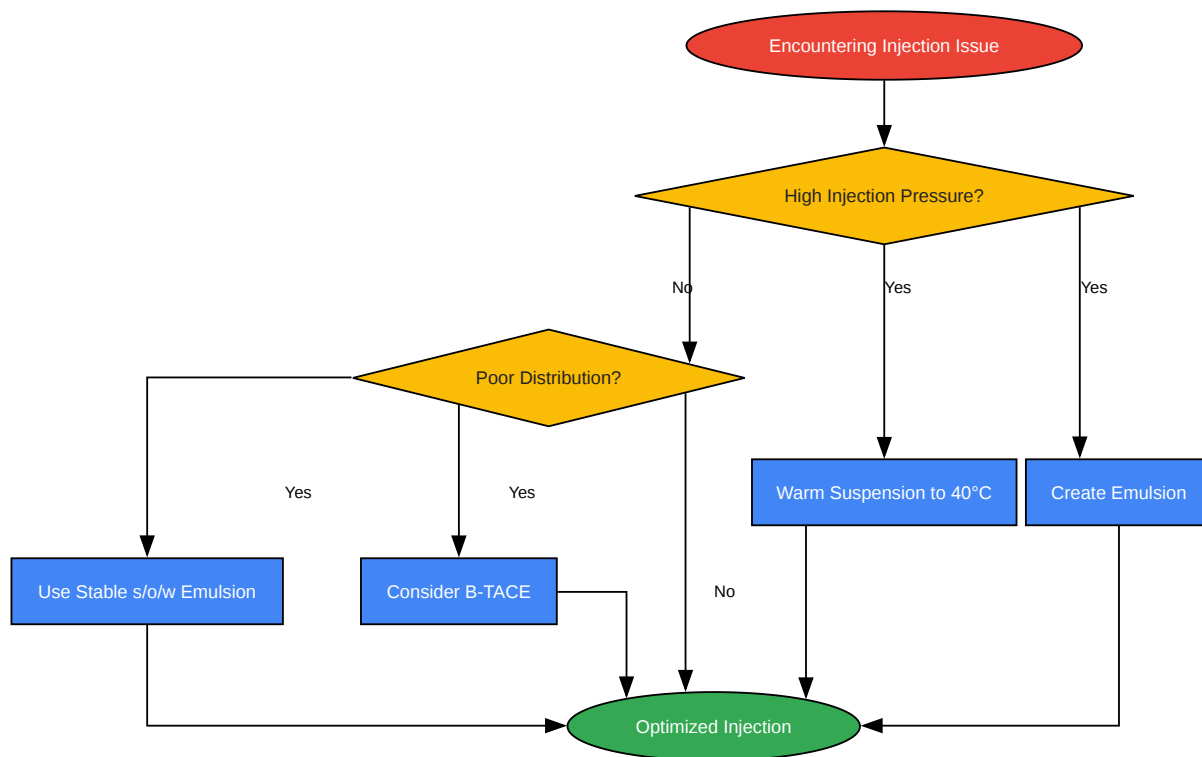 Encountering Injection Issue
High Injection Pressure?
No
Yes
Yes
Poor Distribution?
Yes
Yes
Warm Suspension to 40°C
Create Emulsion
Use Stable s/o/w Emulsion
Consider B-TACE
No
Optimized Injection